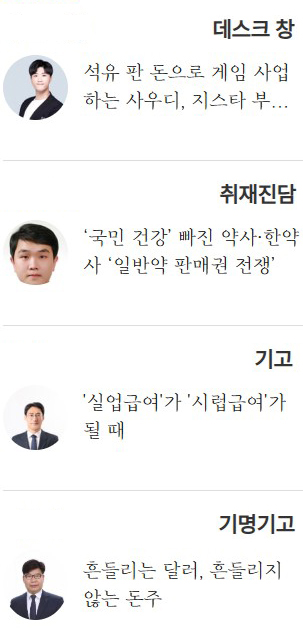 데스크 창
석유 판 돈으로 게임 사업
하는 사우디, 지스타 부…
취재진담
‘국민 건강’ 빠진 약사·한약
사 ‘일반약 판매권 전쟁’
기고
'실업급여'가 '시럽급여'가
될 때
기명기고
흔들리는 달러, 흔들리지
않는 돈주